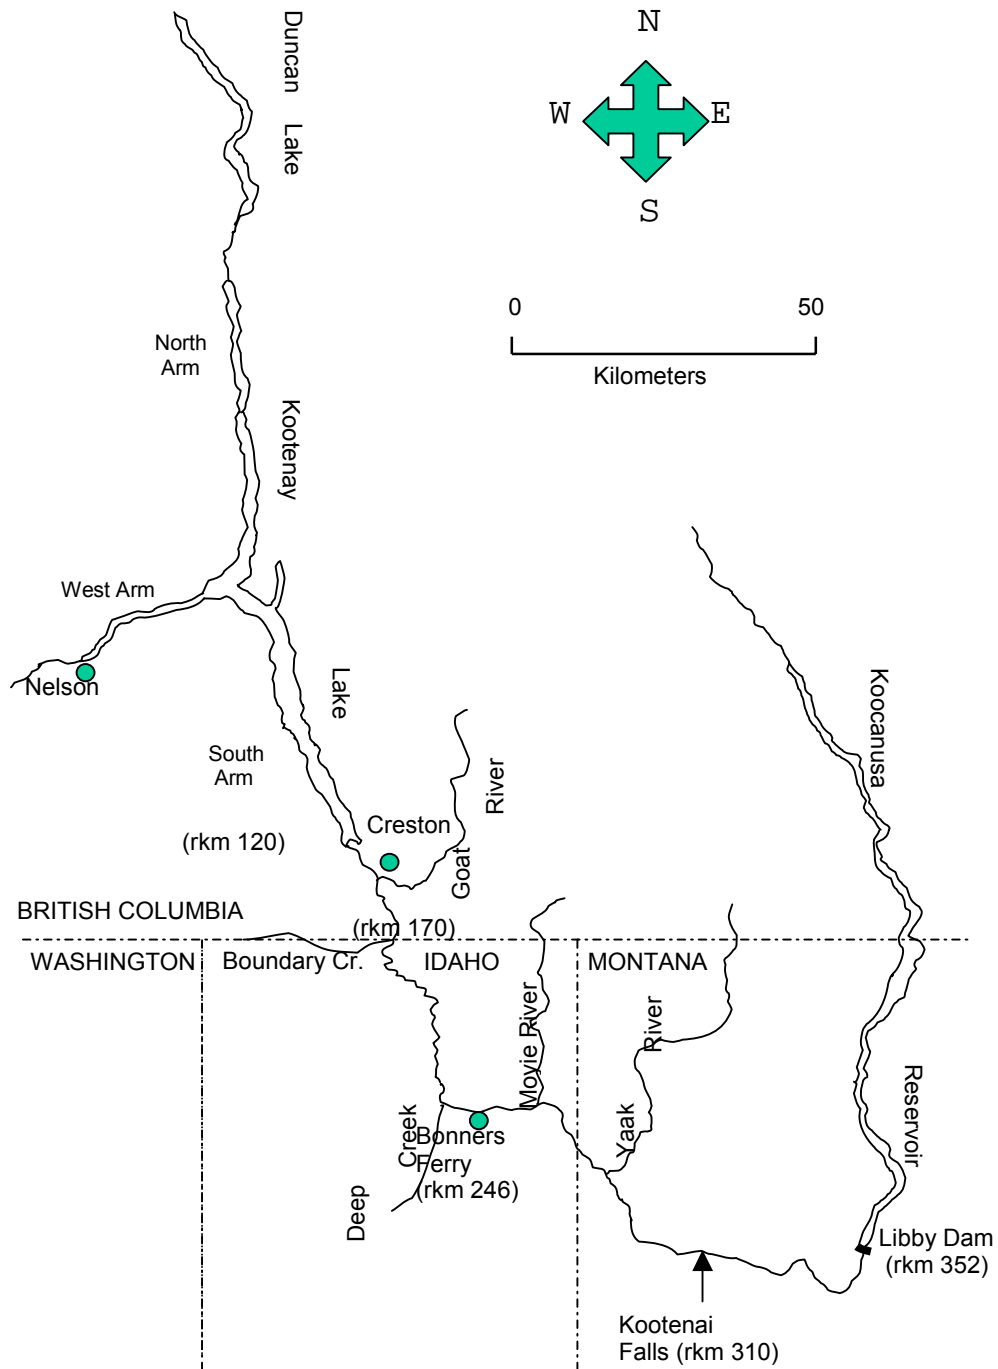 N
Duncan Lake
W
E
S
0
50
Kilometers
North
Arm
Kootenay
West Arm
Nelson
Lake
Koocanusa
South
Arm
River
Creston
(rkm 120)
Goat
BRITISH COLUMBIA
(rkm 170)
WASHINGTON
Boundary Cr.
IDAHO
MONTANA
Moyie River
River
Reservoir
Creek
Yaak
Bonners
Ferry
(rkm 246)
Deep
Libby Dam
(rkm 352)
Kootenai
Falls (rkm 310)